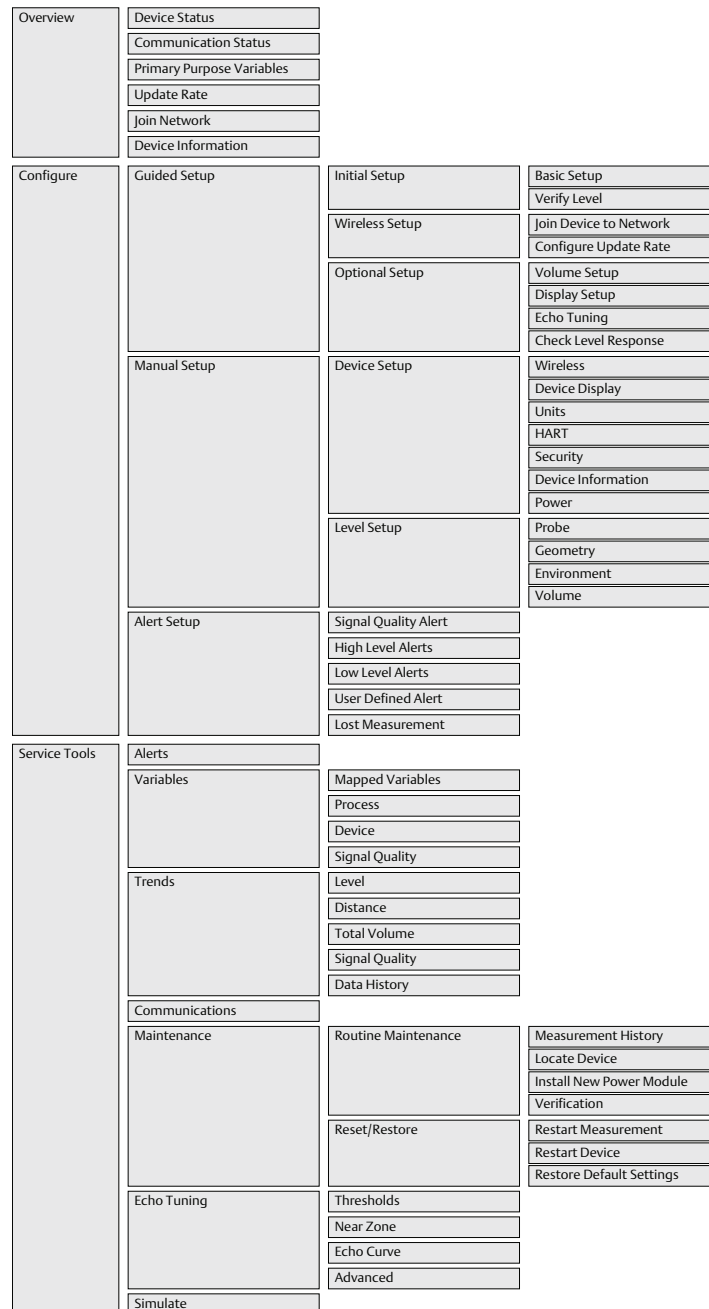 Overview
Device Status
Communication Status
Primary Purpose Variables
Update Rate
Join Network
Device Information
Configure
Guided Setup
Initial Setup
Basic Setup
Verify Level
Wireless Setup
Join Device to Network
Configure Update Rate
Optional Setup
Volume Setup
Display Setup
Echo Tuning
Check Level Response
Manual Setup
Device Setup
Wireless
Device Display
Units
HART
Security
Device Information
Power
Level Setup
Probe
Geometry
Environment
Volume
Alert Setup
Signal Quality Alert
High Level Alerts
Low Level Alerts
User Defined Alert
Lost Measurement
Service Tools
Alerts
Variables
Mapped Variables
Process
Device
Signal Quality
Trends
Level
Distance
Total Volume
Signal Quality
Data History
Communications
Maintenance
Routine Maintenance
Measurement History
Locate Device
Install New Power Module
Verification
Reset/Restore
Restart Measurement
Restart Device
Restore Default Settings
Echo Tuning
Thresholds
Near Zone
Echo Curve
Advanced
Simulate